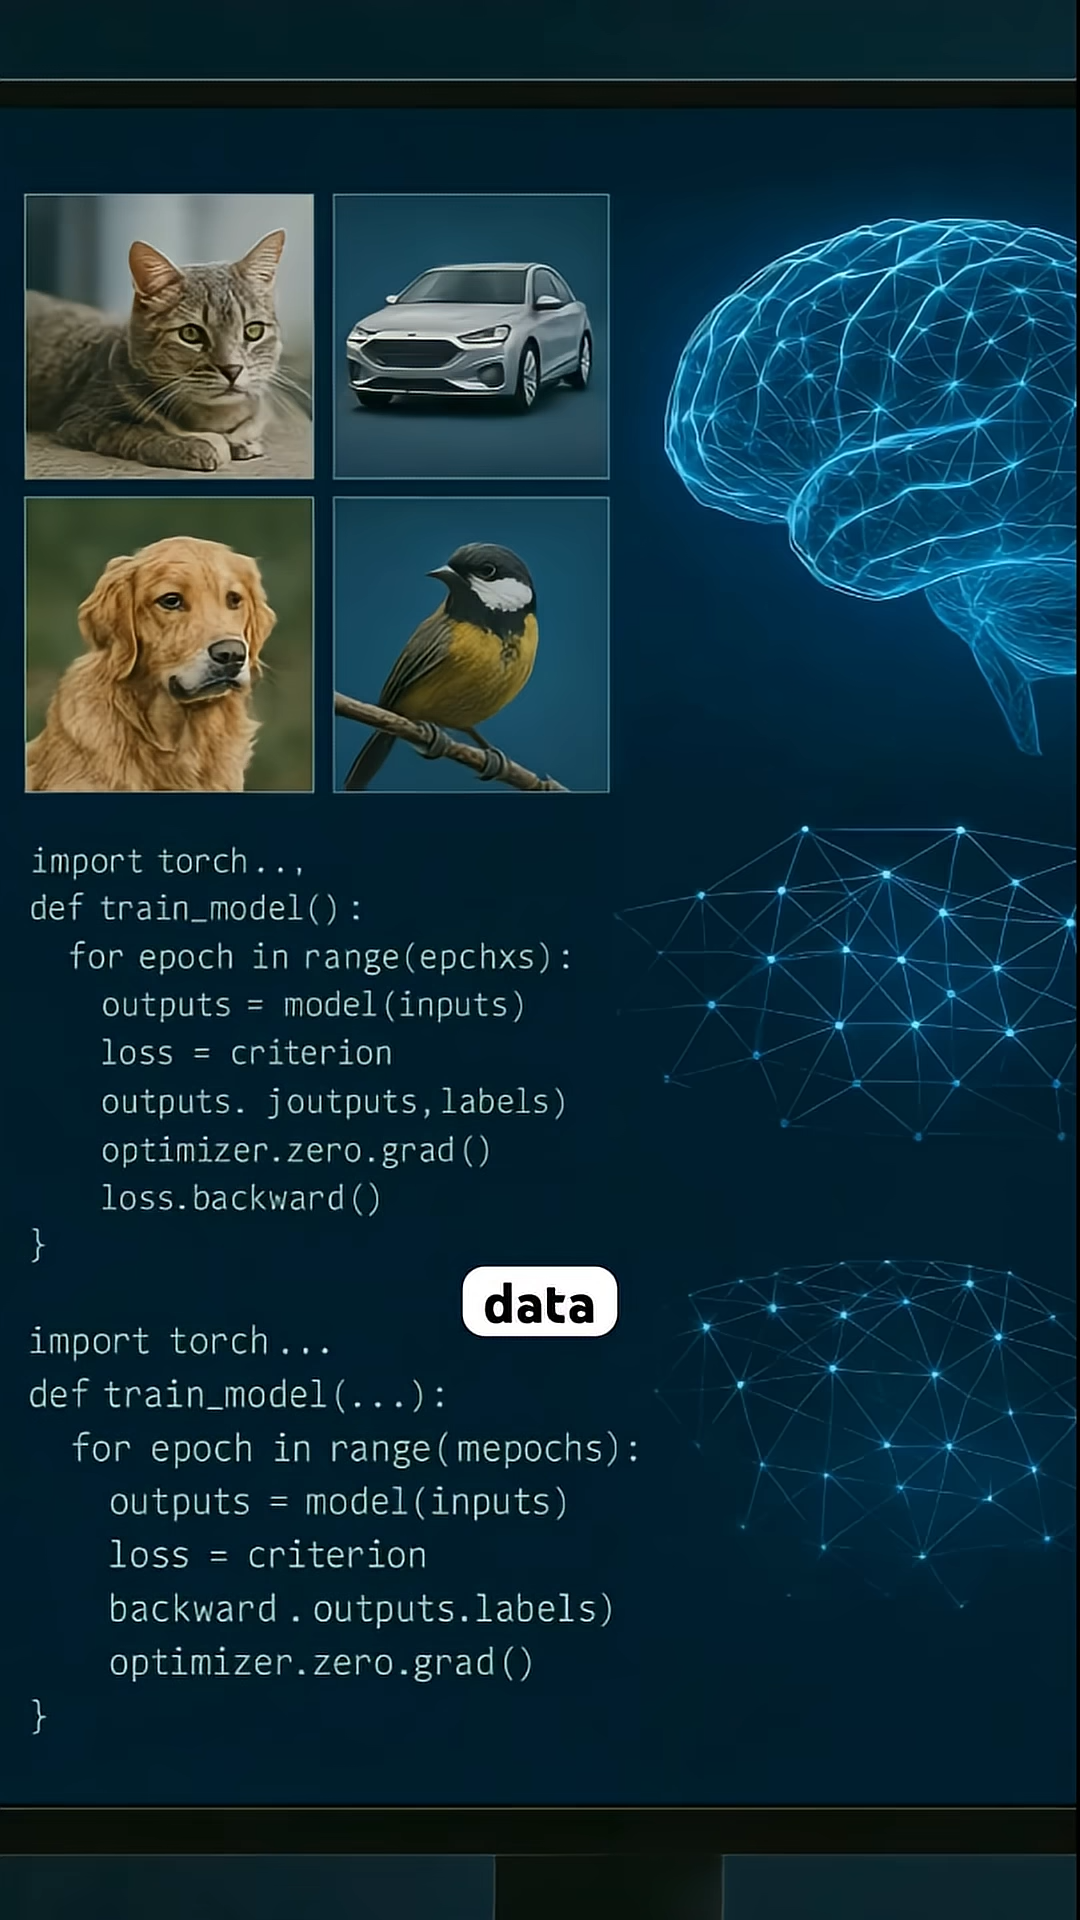 import torch..,
def train_model():
for epoch in range(epchxs):
outputs = model(inputs)
loss = criterion
outputs. joutputs,labels)
optimizer.zero.grad()
loss.backward()
}
data
import torch...
def train_model(...):
for epoch in range(mepochs):
outputs = model(inputs)
loss = criterion
backward.outputs.labels)
optimizer.zero.grad()
}